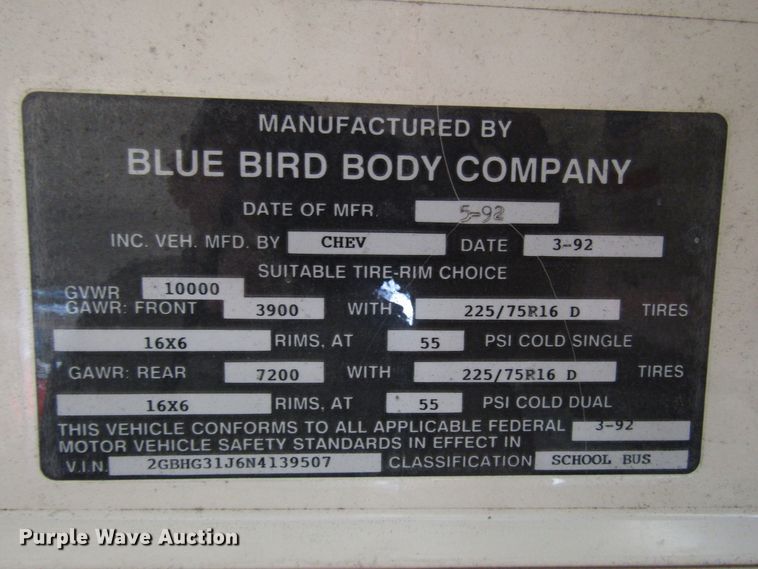 MANUFACTURED BY
BLUE BIRD BODY COMPANY
DATE OF MFR. 5-92
INC. VEH. MFD. BY CHEV DATE 3-92
SUITABLE TIRE-RIM CHOICE
GVWR 10000
GAWR: FRONT 3900 WITH 225/75R16 D TIRES
16X6 RIMS, AT 55 PSI COLD SINGLE
GAWR: REAR 7200 WITH 225/75R16 D TIRES
16X6 RIMS, AT 55 PSI COLD DUAL
THIS VEHICLE CONFORMS TO ALL APPLICABLE FEDERAL
MOTOR VEHICLE SAFETY STANDARDS IN EFFECT IN 3-92
V.I.N. 2GBHG31J6N4139507 CLASSIFICATION SCHOOL BUS
Purple Wave Auction